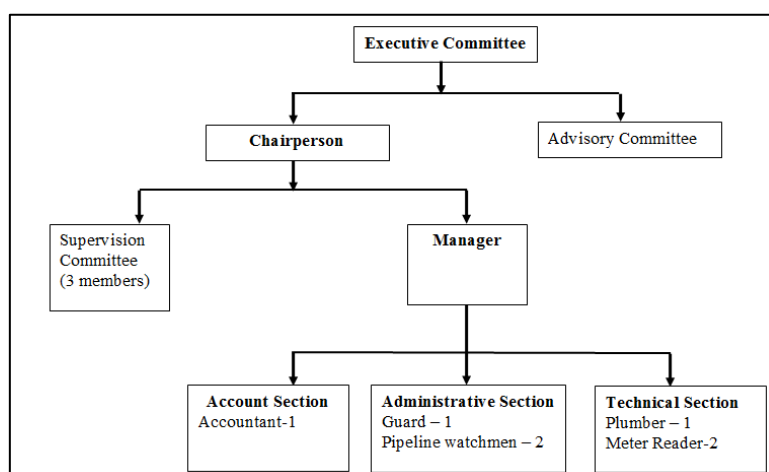 Executive Committee
Chairperson
Advisory Committee
Supervision
Committee
(3 members)
Manager
Account Section
Accountant-1
Administrative Section
Guard – 1
Pipeline watchmen – 2
Technical Section
Plumber – 1
Meter Reader-2